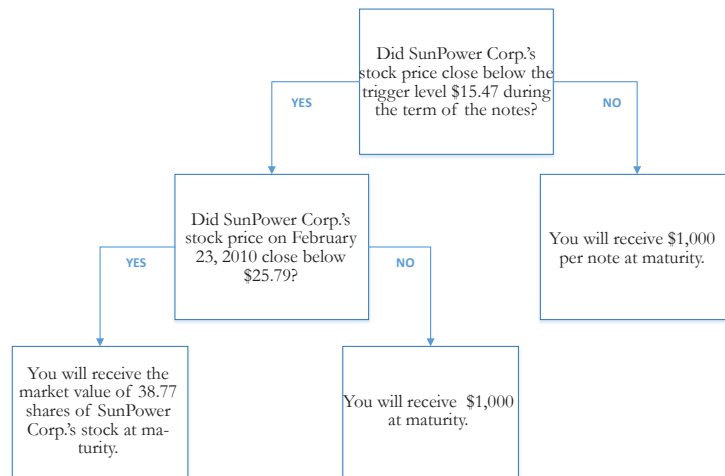 Did SunPower Corp.'s
stock price close below the
trigger level $15.47 during
the term of the notes?
YES
NO
Did SunPower Corp.'s
stock price on February
23, 2010 close below
$25.79?
You will receive $1,000
per note at maturity.
YES
NO
You will receive the
market value of 38.77
shares of SunPower
Corp.'s stock at ma-
turity.
You will receive $1,000
at maturity.